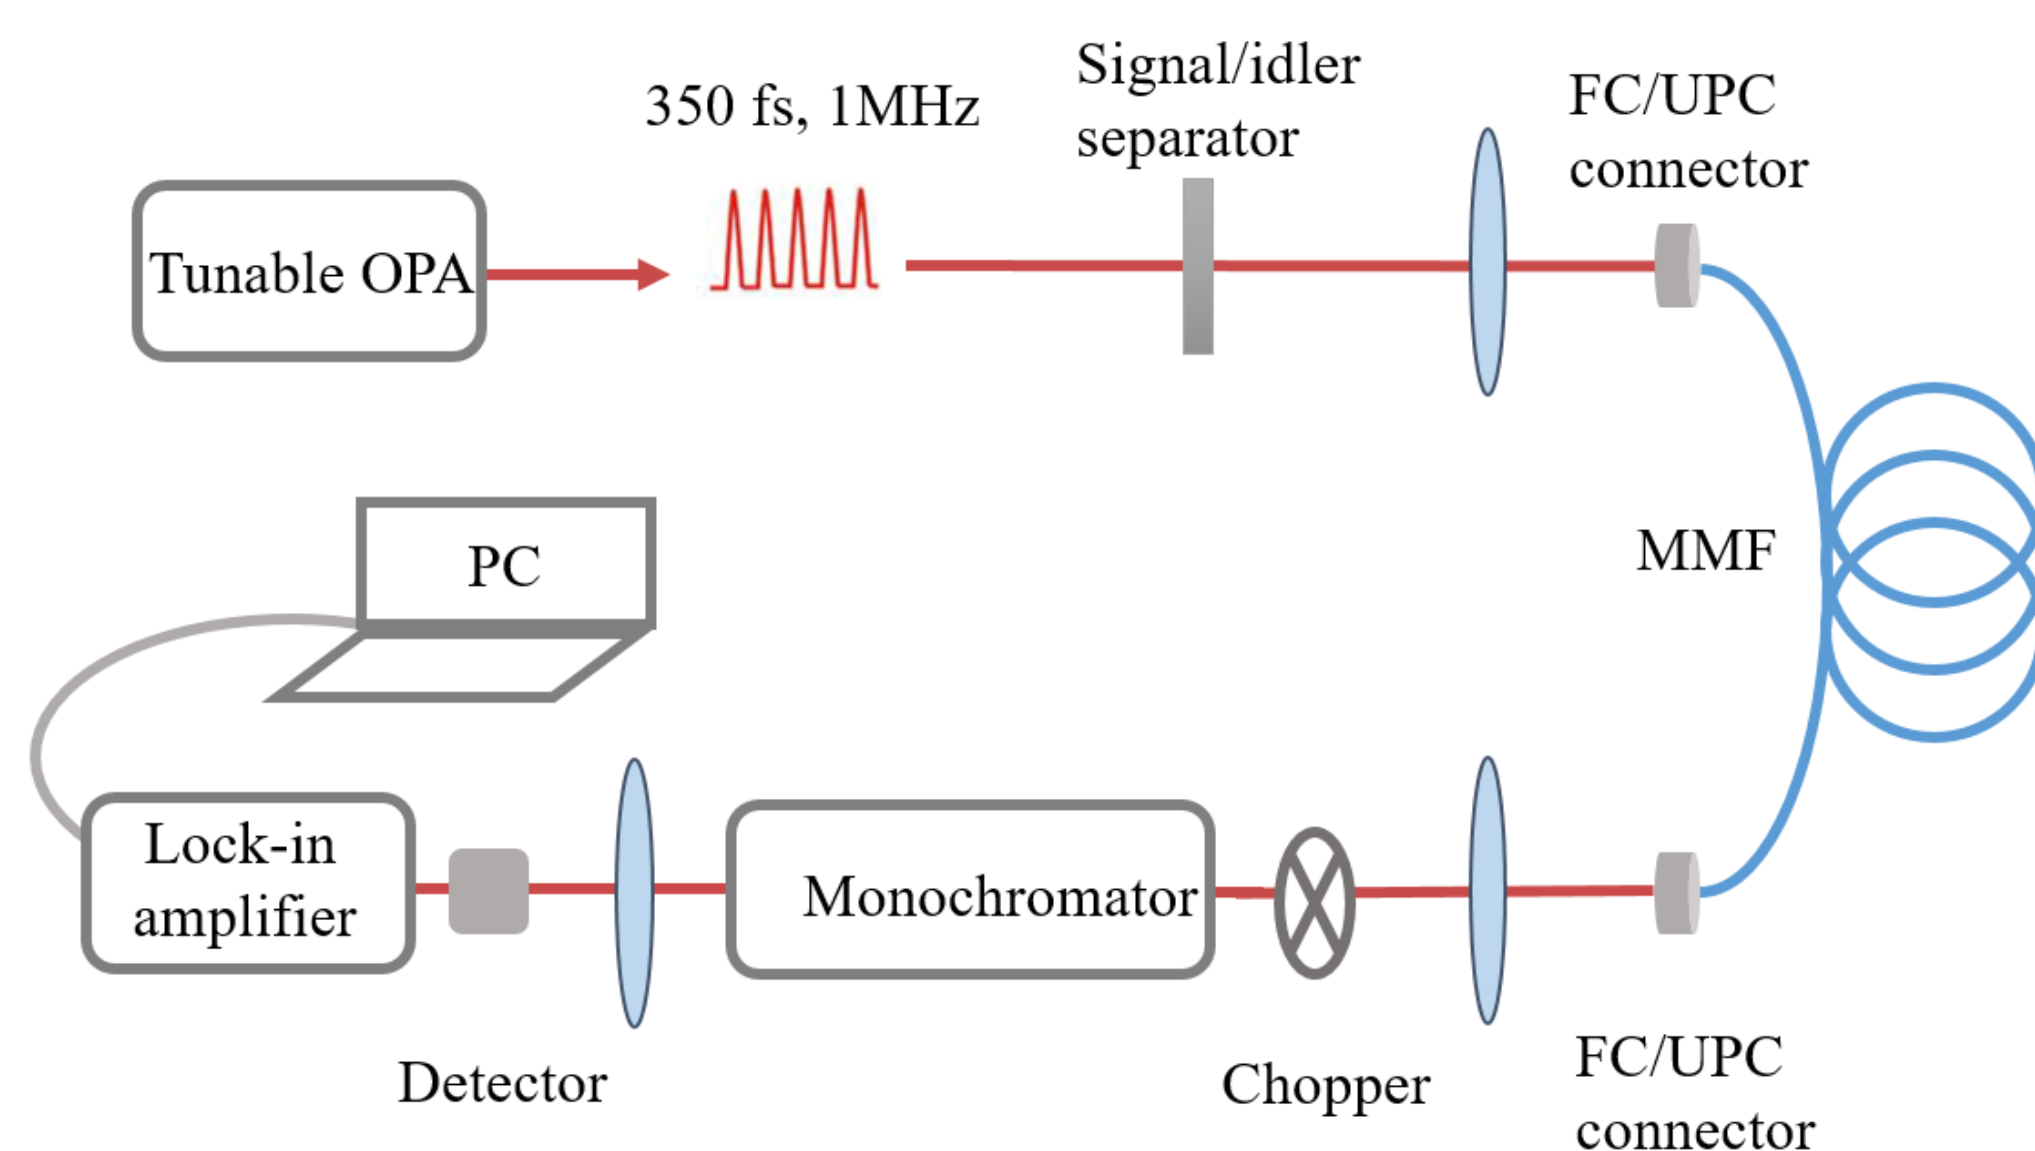 Signal/idler
separator
350 fs, 1MHz
FC/UPC
connector
Tunable OPA
PC
MMF
Lock-in
amplifier
Monochromator
Detector
Chopper
FC/UPC
connector